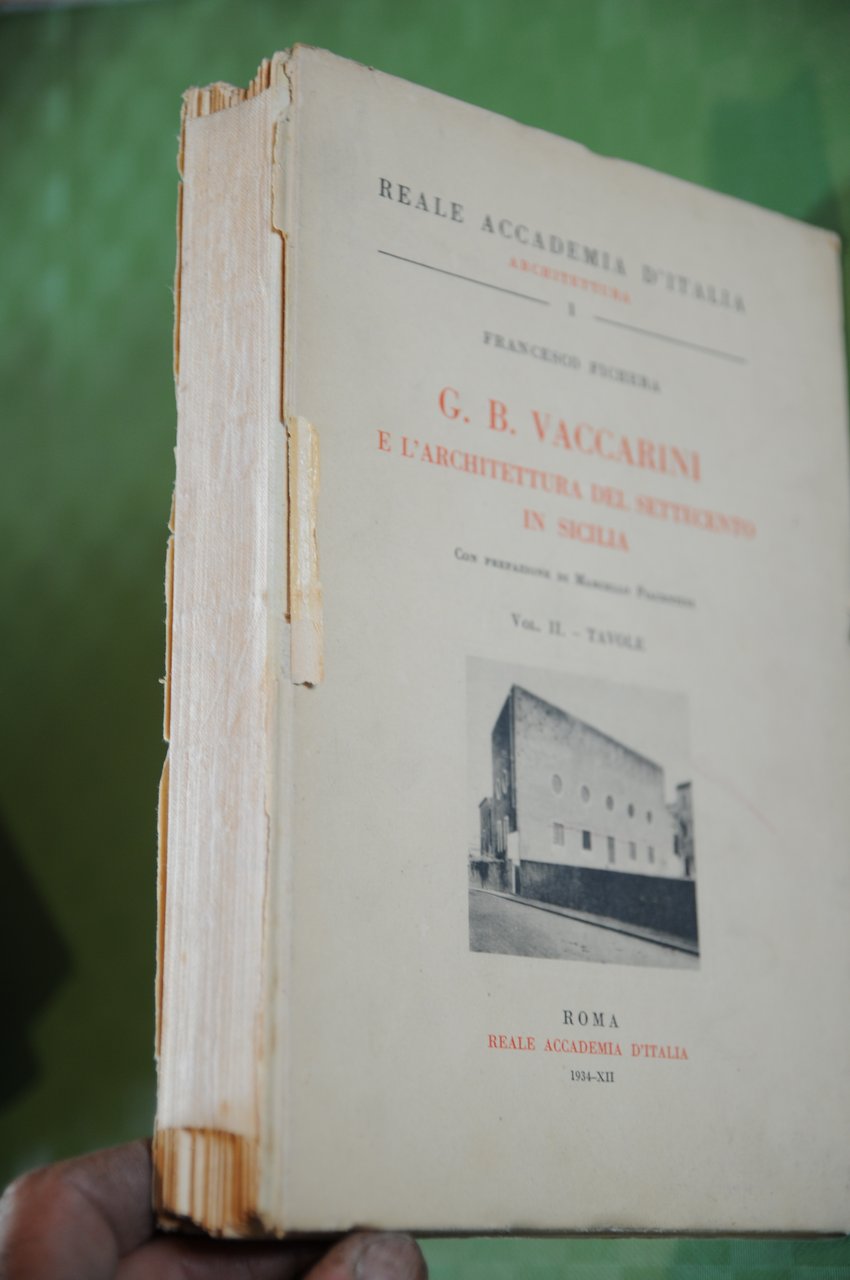 REALE ACCADEMIA D'ITALIA
ARCHITETTURA
1
FRANCESCO FICHERA
G. B. VACCARINI
E L'ARCHITETTURA DEL SETTECENTO
IN SICILIA
CON PREFAZIONE DI MARCELLO PIACENTINI
VOL. II. - TAVOLE
ROMA
REALE ACCADEMIA D'ITALIA
1934-XII